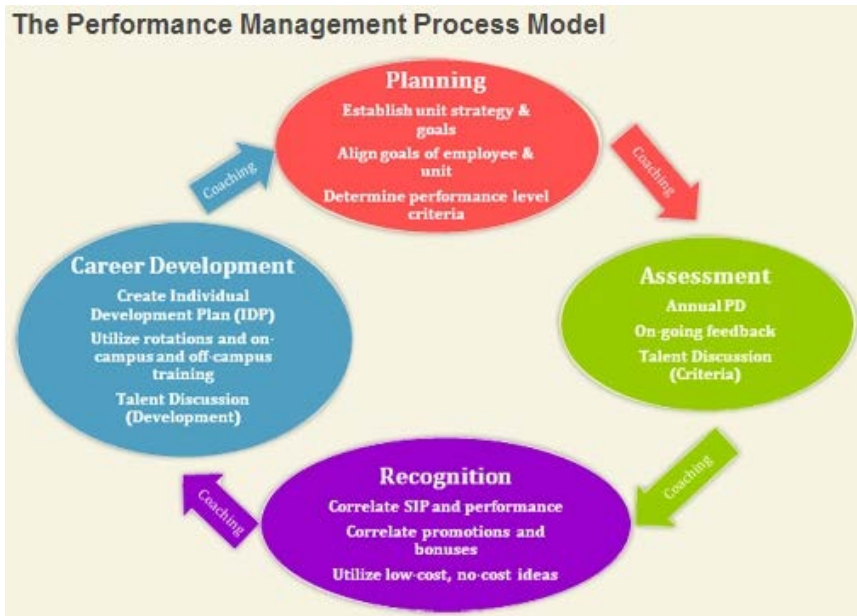 The Performance Management Process Model
Planning
Establish unit strategy &
goals
Align goals of employee &
unit
Determine performance level
criteria
Coaching
Assessment
Annual PD
On-going feedback
Talent Discussion
(Criteria)
Coaching
Recognition
Correlate SIP and performance
Correlate promotions and
bonuses
Utilize low-cost, no-cost ideas
Coaching
Career Development
Create Individual
Development Plan (IDP)
Utilize rotations and on-
campus and off-campus
training
Talent Discussion
(Development)
Coaching